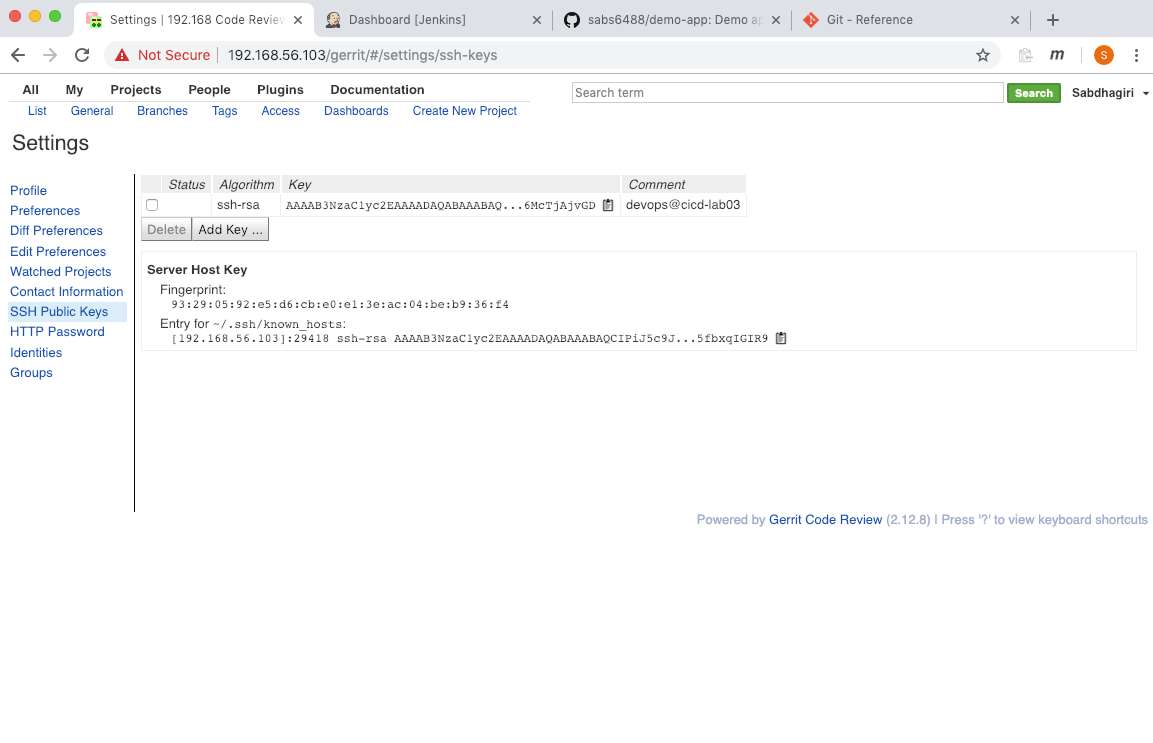 Settings | 192.168 Code Review
Dashboard [Jenkins]
sabs6488/demo-app: Demo ap
Git - Reference
Not Secure
192.168.56.103/gerrit/#/settings/ssh-keys
m
S
All My Projects People Plugins Documentation
List General Branches Tags Access Dashboards Create New Project
Search term
Search
Sabdhagiri
Settings
Profile
Preferences
Diff Preferences
Edit Preferences
Watched Projects
Contact Information
SSH Public Keys
HTTP Password
Identities
Groups
Status Algorithm Key Comment
ssh-rsa AAAAB3NzaC1yc2EAAAADAQABAAABAQ...6McTjAjvGD devops@cicd-lab03
Delete Add Key ...
Server Host Key
Fingerprint:
93:29:05:92:e5:d6:cb:e0:e1:3e:ac:04:be:b9:36:f4
Entry for ~/.ssh/known_hosts:
[192.168.56.103]:29418 ssh-rsa AAAAB3NzaC1yc2EAAAADAQABAAABAQCIPiJ5c9J...5fbxqIGIR9
Powered by Gerrit Code Review (2.12.8) | Press '?' to view keyboard shortcuts